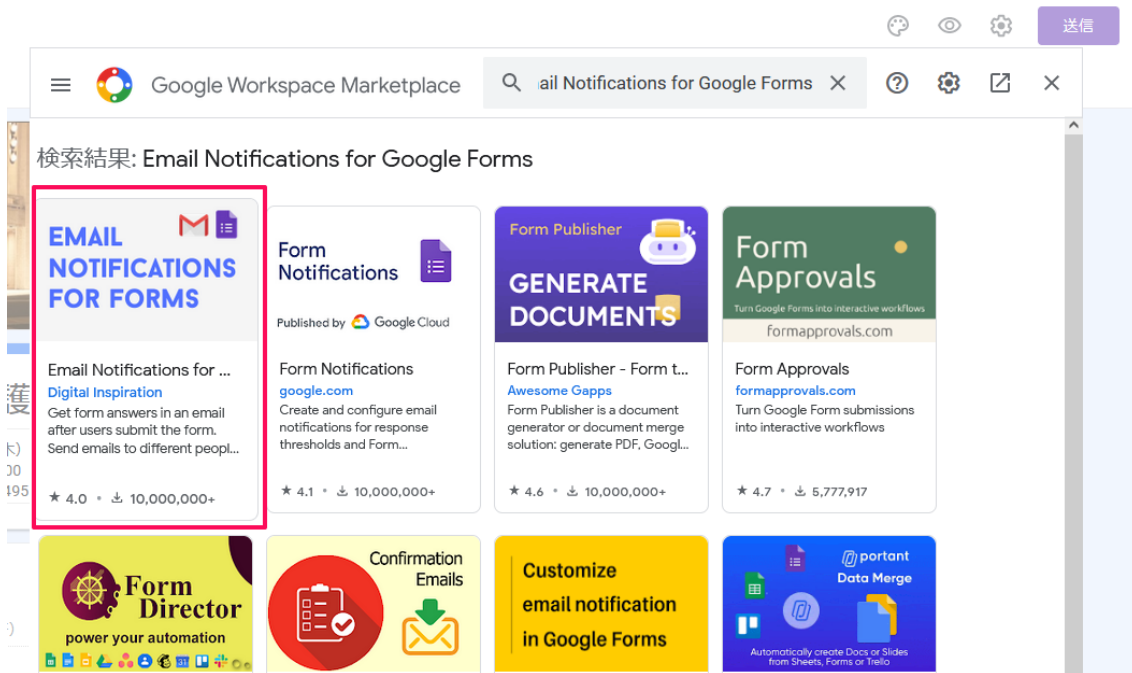 送信
Google Workspace Marketplace
ail Notifications for Google Forms
検索結果: Email Notifications for Google Forms
EMAIL
NOTIFICATIONS
FOR FORMS
Email Notifications for ...
Digital Inspiration
Get form answers in an email
after users submit the form.
Send emails to different peopl...
★ 4.0 • 10,000,000+
Form
Notifications
Published by Google Cloud
Form Notifications
google.com
Create and configure email
notifications for response
thresholds and Form...
★ 4.1 • 10,000,000+
Form Publisher
GENERATE
DOCUMENTS
Form Publisher - Form t...
Awesome Gapps
Form Publisher is a document
generator or document merge
solution: generate PDF, Googl...
★ 4.6 • 10,000,000+
Form
Approvals
Turn Google Forms into interactive workflows
formapprovals.com
Form Approvals
formapprovals.com
Turn Google Form submissions
into interactive workflows
★ 4.7 • 5,777,917
護
木)
00
495
Form
Director
power your automation
Confirmation
Emails
Customize
email notification
in Google Forms
portant
Data Merge
Automatically create Docs or Slides
from Sheets, Forms or Trello